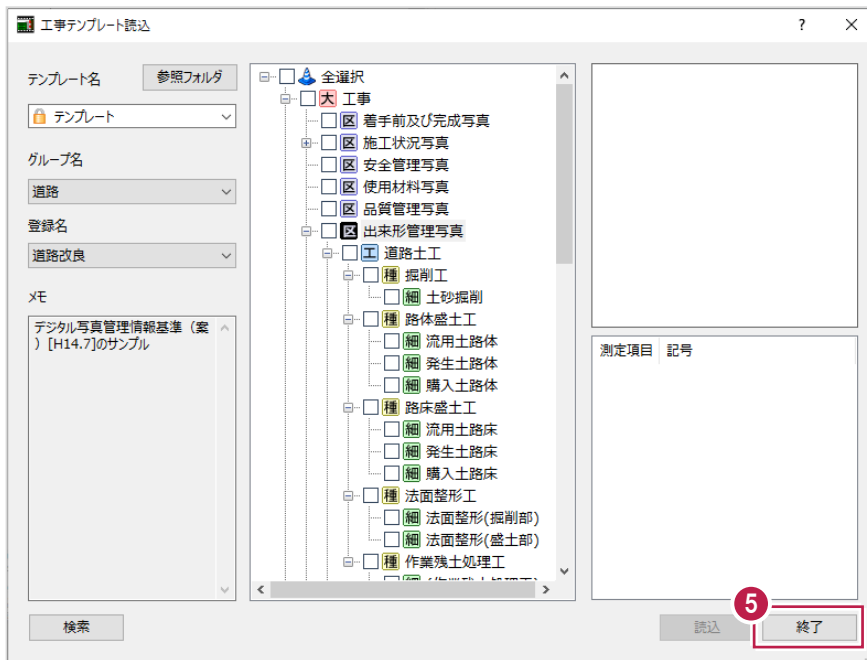 工事テンプレート読込
?
テンプレート名
参照フォルダ
テンプレート
グループ名
道路
登録名
道路改良
メモ
デジタル写真管理情報基準（案
）[H14.7]のサンプル
全選択
大 工事
区 着手前及び完成写真
区 施工状況写真
区 安全管理写真
区 使用材料写真
区 品質管理写真
区 出来形管理写真
工 道路土工
種 掘削工
細 土砂掘削
種 路体盛土工
細 流用土路体
細 発生土路体
細 購入土路体
種 路床盛土工
細 流用土路床
細 発生土路床
細 購入土路床
種 法面整形工
細 法面整形(掘削部)
細 法面整形(盛土部)
種 作業残土処理工
測定項目 記号
検索
5
読込
終了